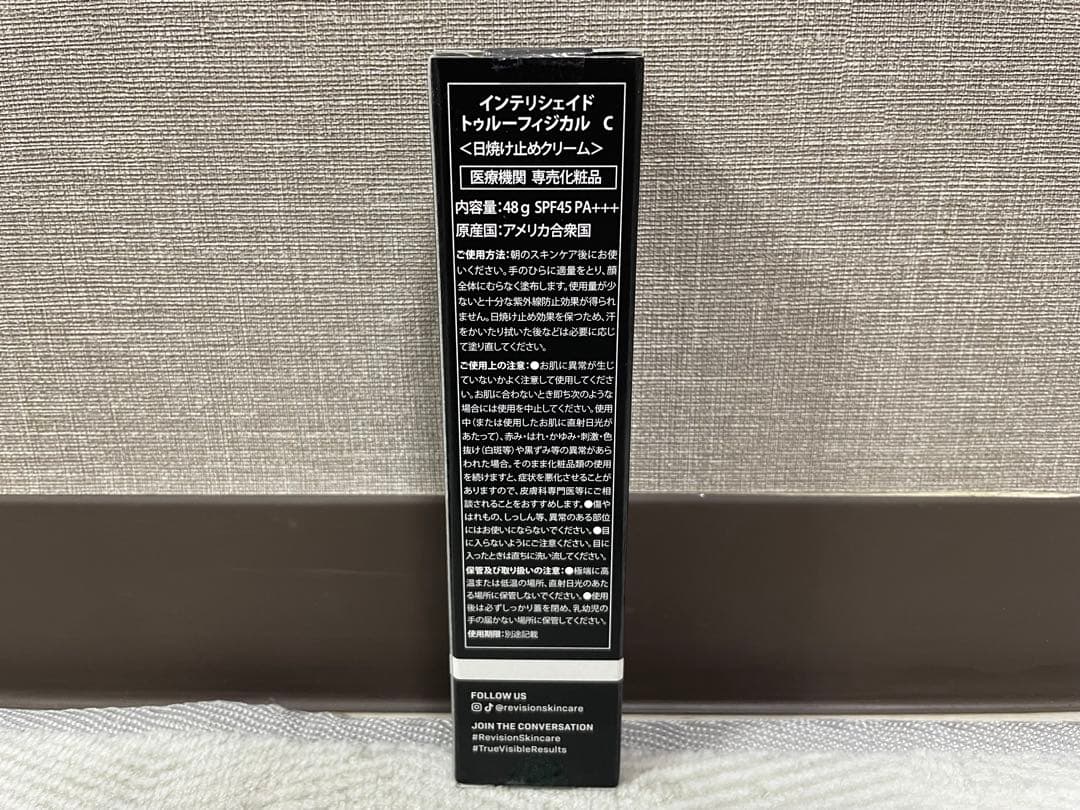 インテリシェイド
トゥルーフィジカル C
＜日焼け止めクリーム＞
医療機関 専売化粧品
内容量：48g SPF45 PA+++
原産国：アメリカ合衆国
ご使用方法：朝のスキンケア後にお使
いください。手のひらに適量をとり、顔
全体にむらなく塗布します。使用量が少
ないと十分な紫外線防止効果が得られ
ません。日焼け止め効果を保つため、汗
をかいたり拭いた後などは必要に応じ
て塗り直してください。
ご使用上の注意：●お肌に異常が生じ
ていないかよく注意して使用してくださ
い。お肌に合わないとき即ち次のような
場合には使用を中止してください。使用
中（または使用したお肌に直射日光が
あたって）、赤み・はれ・かゆみ・刺激・色
抜け（白斑等）や黒ずみ等の異常があら
われた場合。そのまま化粧品類の使用
を続けますと、症状を悪化させることが
ありますので、皮膚科専門医等にご相
談されることをおすすめします。●傷や
はれもの、しっしん等、異常のある部位
にはお使いにならないでください。●目
に入らないようにご注意ください。目に
入ったときは直ちに洗い流してください。
保管及び取り扱いの注意：●極端に高
温または低温の場所、直射日光のあた
る場所に保管しないでください。●使用
後は必ずしっかり蓋を閉め、乳幼児の
手の届かない場所に保管してください。
使用期限：別途記載
FOLLOW US
@revisionskincare
JOIN THE CONVERSATION
#RevisionSkincare
#TrueVisibleResults